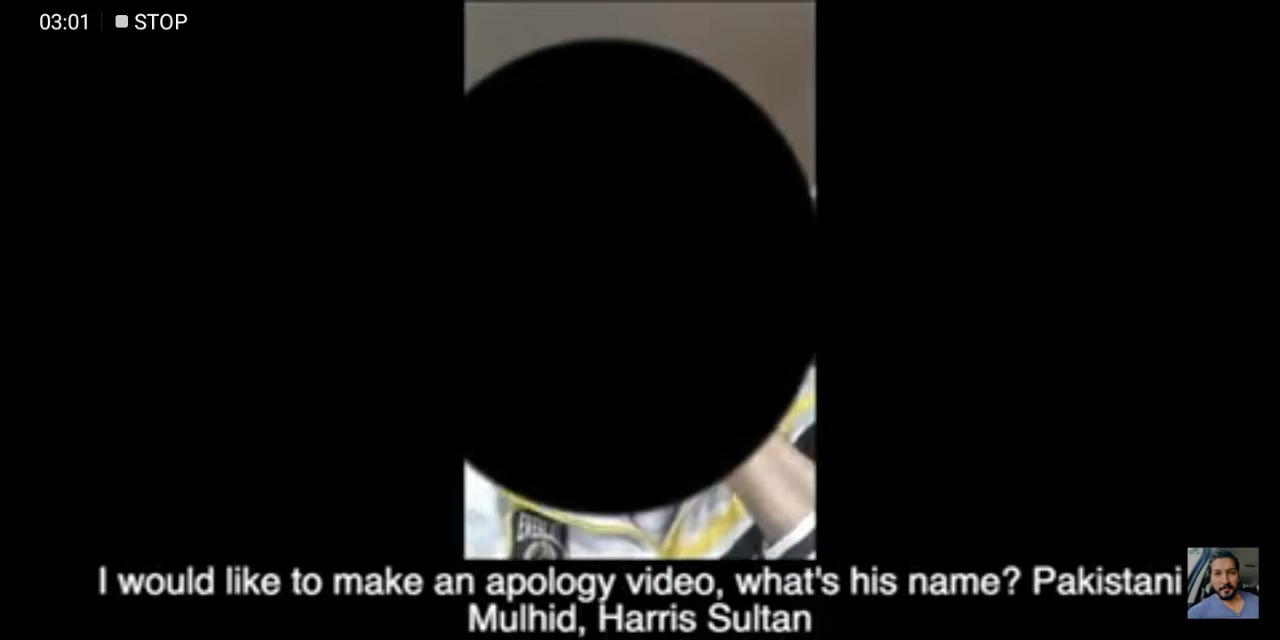 03:01 STOP
I would like to make an apology video, what's his name? Pakistani
Mulhid, Harris Sultan